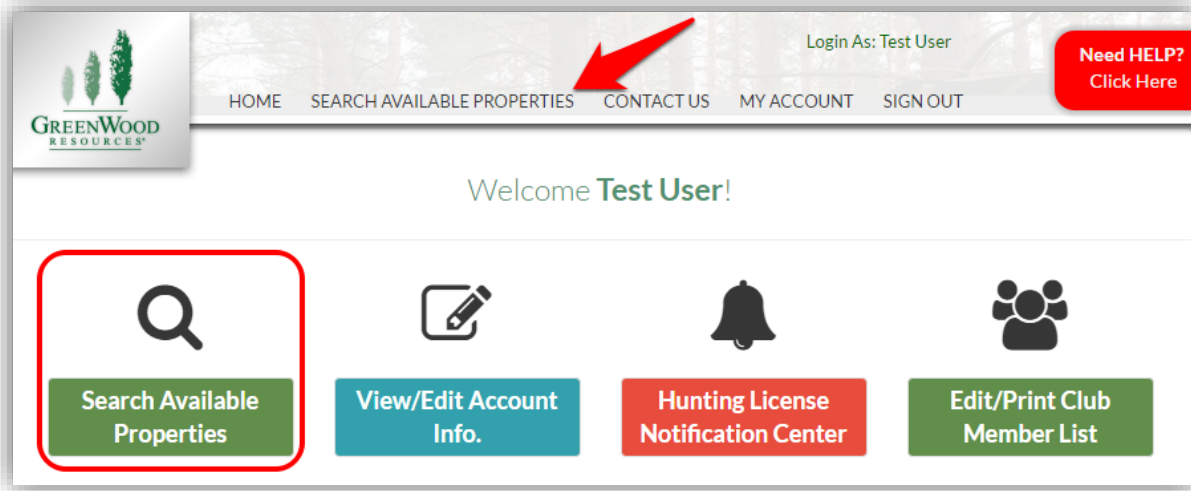 Login As: Test User
Need HELP?
Click Here
HOME SEARCH AVAILABLE PROPERTIES CONTACT US MY ACCOUNT SIGN OUT
GREENWOOD
RESOURCES
Welcome Test User!
Search Available
Properties
View/Edit Account
Info.
Hunting License
Notification Center
Edit/Print Club
Member List